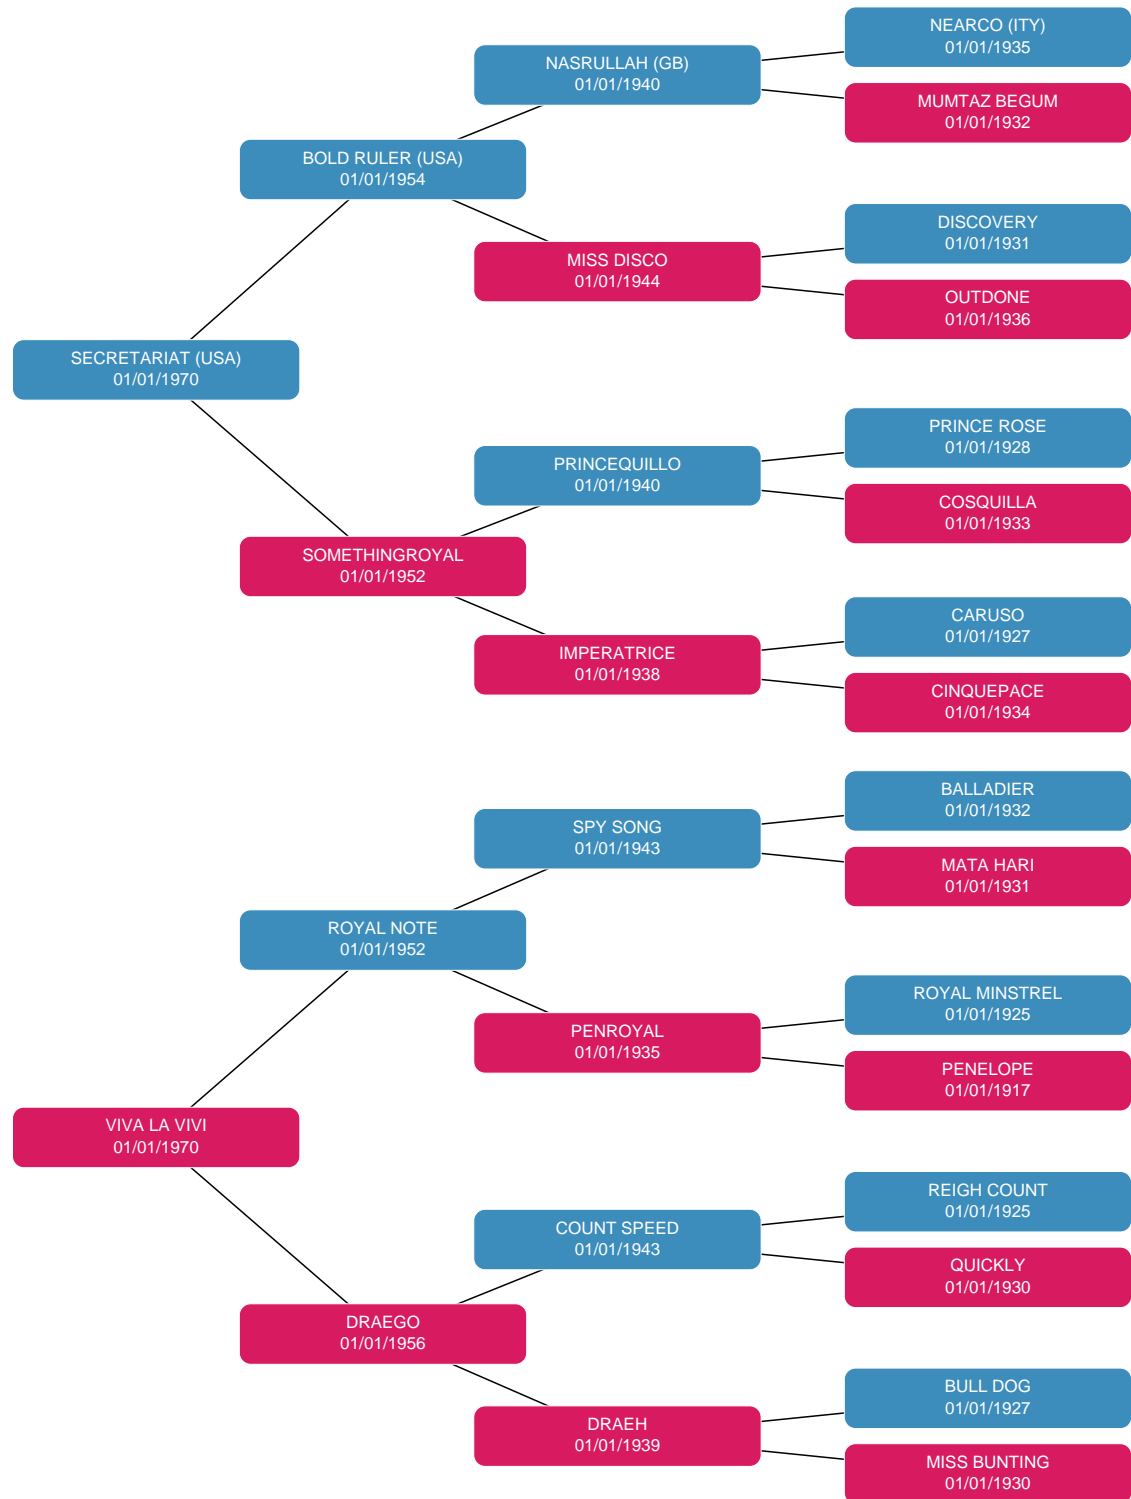 NEARCO (ITY)
01/01/1935
NASRULLAH (GB)
01/01/1940
MUMTAZ BEGUM
01/01/1932
BOLD RULER (USA)
01/01/1954
DISCOVERY
01/01/1931
MISS DISCO
01/01/1944
OUTDONE
01/01/1936
SECRETARIAT (USA)
01/01/1970
PRINCE ROSE
01/01/1928
PRINCEQUILLO
01/01/1940
COSQUILLA
01/01/1933
SOMETHINGROYAL
01/01/1952
CARUSO
01/01/1927
IMPERATRICE
01/01/1938
CINQUEPACE
01/01/1934
BALLADIER
01/01/1932
SPY SONG
01/01/1943
MATA HARI
01/01/1931
ROYAL NOTE
01/01/1952
ROYAL MINSTREL
01/01/1925
PENROYAL
01/01/1935
PENELOPE
01/01/1917
VIVA LA VIVI
01/01/1970
REIGH COUNT
01/01/1925
COUNT SPEED
01/01/1943
QUICKLY
01/01/1930
DRAEGO
01/01/1956
BULL DOG
01/01/1927
DRAEH
01/01/1939
MISS BUNTING
01/01/1930